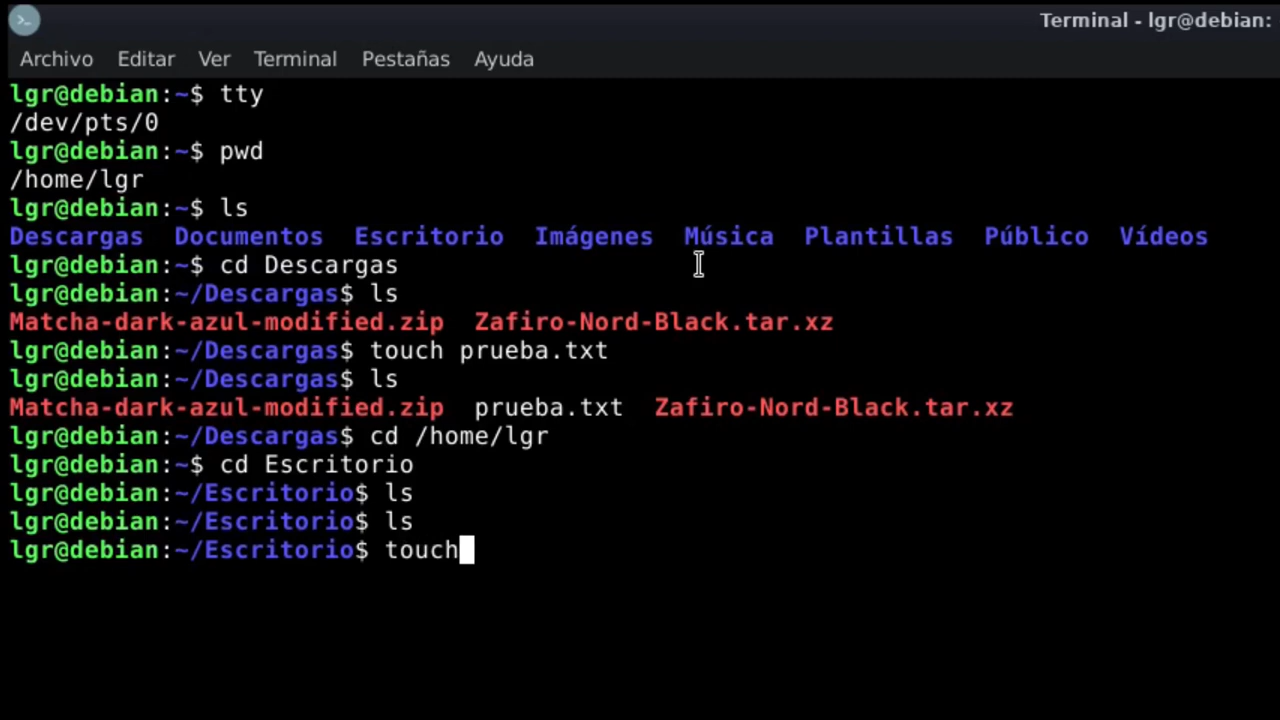 Terminal - lgr@debian:
Archivo Editar Ver Terminal Pestañas Ayuda
lgr@debian:~$ tty
/dev/pts/0
lgr@debian:~$ pwd
/home/lgr
lgr@debian:~$ ls
Descargas Documentos Escritorio Imágenes Música Plantillas Público Vídeos
lgr@debian:~$ cd Descargas
lgr@debian:~/Descargas$ ls
Matcha-dark-azul-modified.zip Zafiro-Nord-Black.tar.xz
lgr@debian:~/Descargas$ touch prueba.txt
lgr@debian:~/Descargas$ ls
Matcha-dark-azul-modified.zip prueba.txt Zafiro-Nord-Black.tar.xz
lgr@debian:~/Descargas$ cd /home/lgr
lgr@debian:~$ cd Escritorio
lgr@debian:~/Escritorio$ ls
lgr@debian:~/Escritorio$ ls
lgr@debian:~/Escritorio$ touch